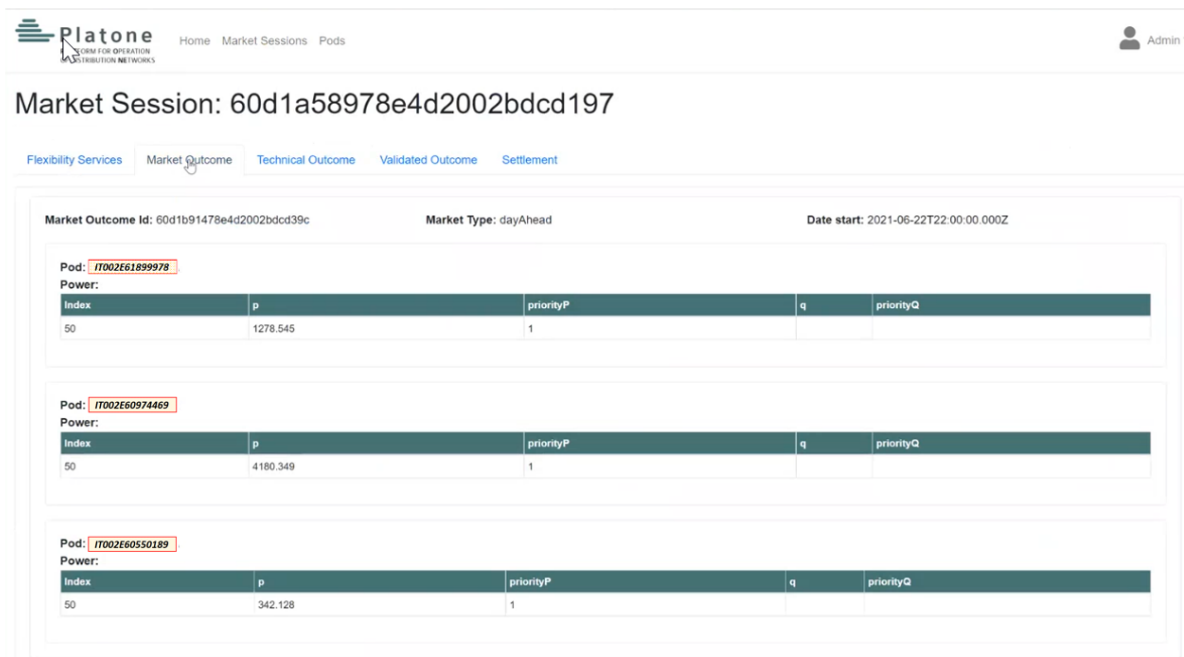 Platone
FORM FOR OPERATION
DISTRIBUTION NETWORKS
Home Market Sessions Pods
Admin
Market Session: 60d1a58978e4d2002bdcd197
Flexibility Services Market Outcome Technical Outcome Validated Outcome Settlement
Market Outcome Id: 60d1b91478e4d2002bdcd39c Market Type: dayAhead Date start: 2021-06-22T22:00:00.000Z
Pod: IT002E61899978
Power:
Index p priorityP q priorityQ
50 1278.545 1
Pod: IT002E60974469
Power:
Index p priorityP q priorityQ
50 4180.349 1
Pod: IT002E60550189
Power:
Index p priorityP q priorityQ
50 342.128 1